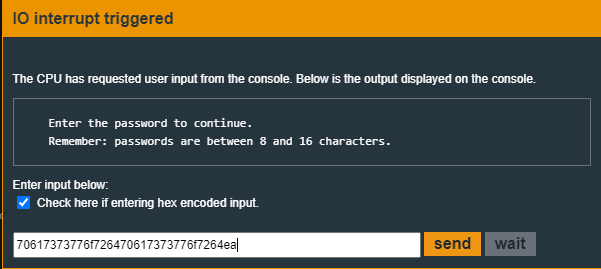 IO interrupt triggered
The CPU has requested user input from the console. Below is the output displayed on the console.
Enter the password to continue.
Remember: passwords are between 8 and 16 characters.
Enter input below:
Check here if entering hex encoded input.
70617373776f726470617373776f7264ea
send
wait